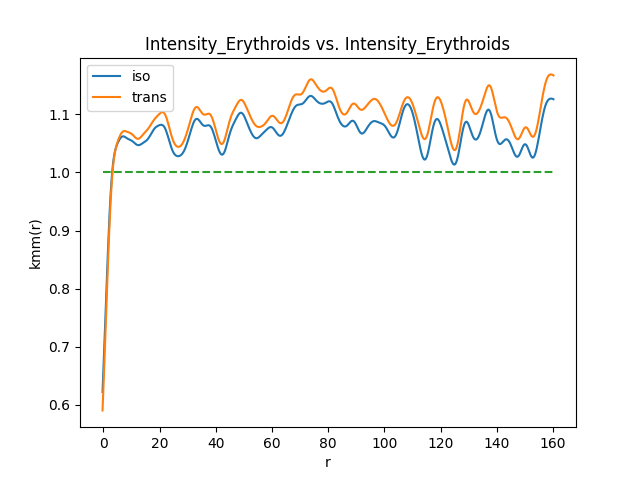 Intensity_Erythroids vs. Intensity_Erythroids
iso
trans
kmm(r)
1.1
1.0
0.9
0.8
0.7
0.6
0 20 40 60 80 100 120 140 160
r